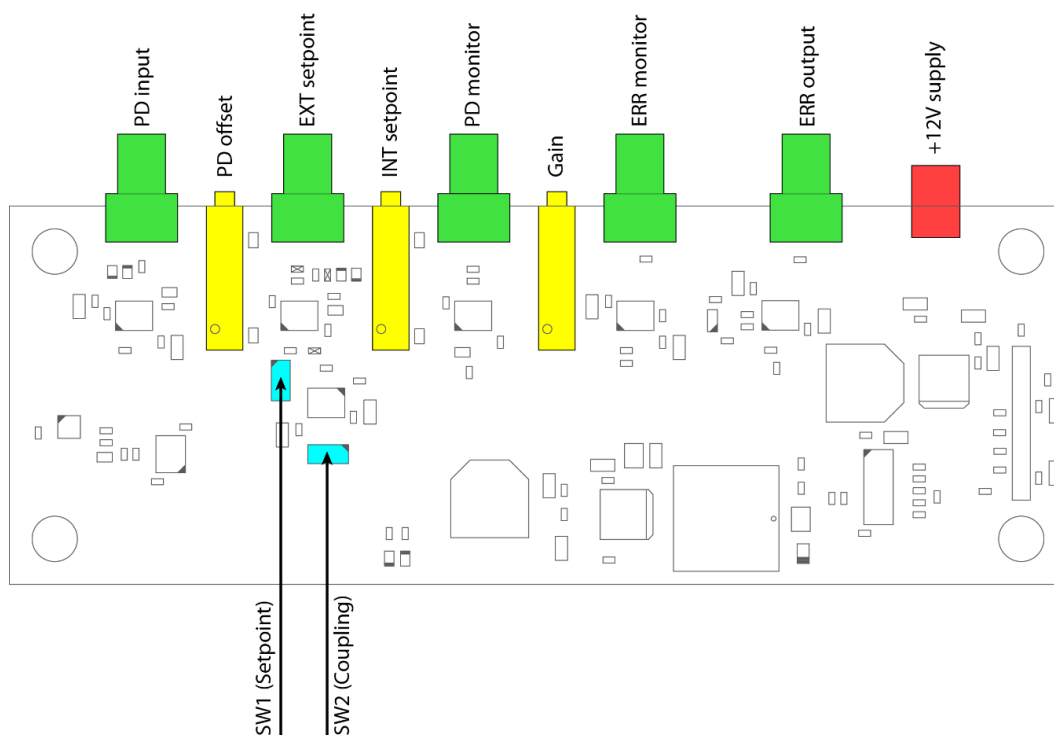 PD input
PD offset
EXT setpoint
INT setpoint
PD monitor
Gain
ERR monitor
ERR output
+12V supply
SW1 (Setpoint)
SW2 (Coupling)